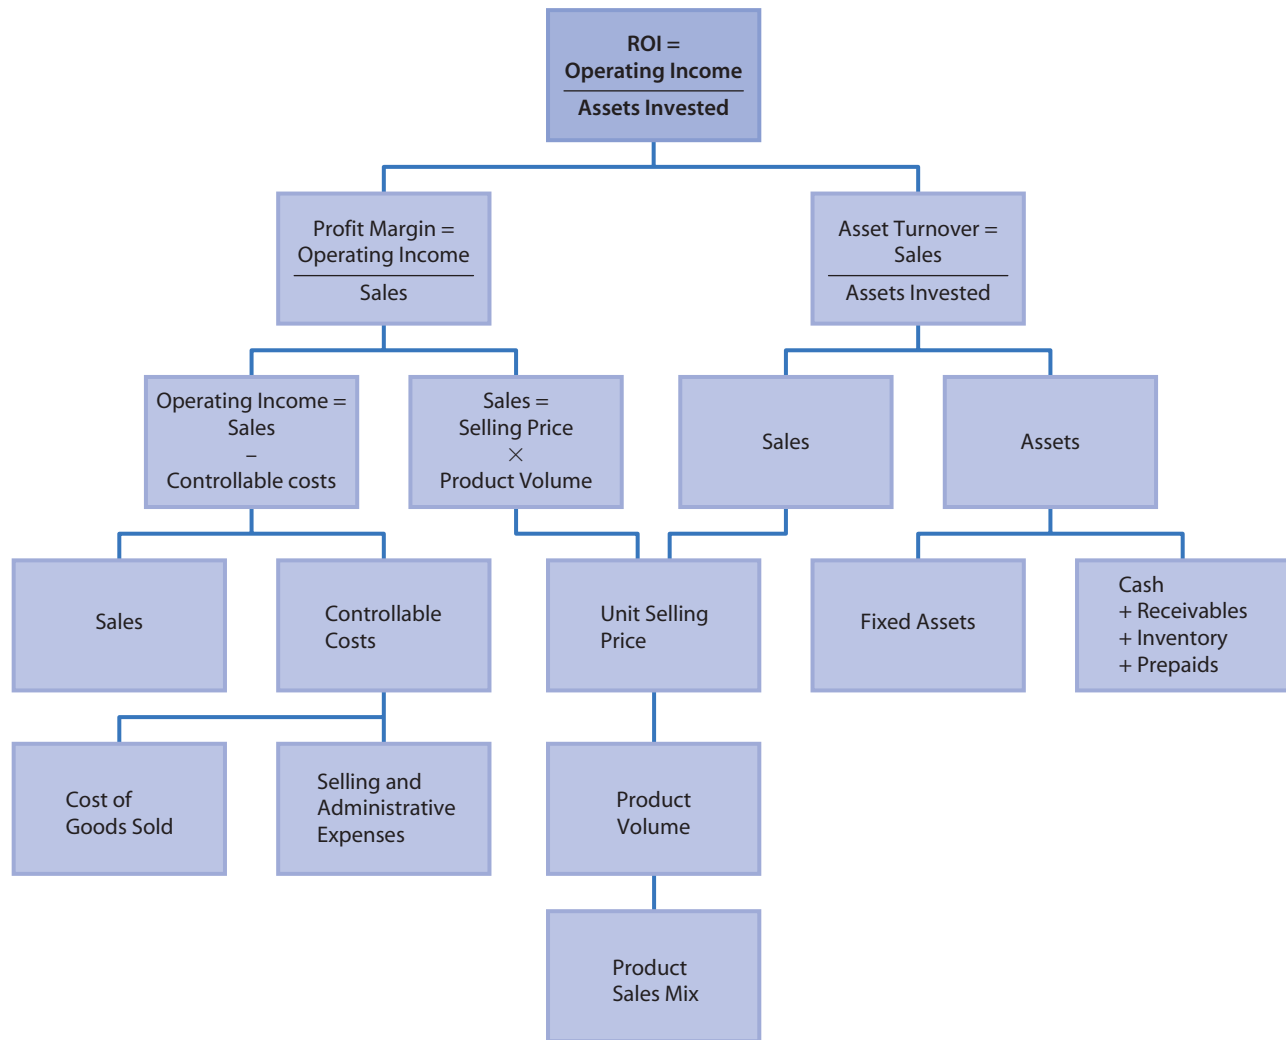 ROI =
Operating Income
Assets Invested
Profit Margin =
Operating Income
Sales
Asset Turnover =
Sales
Assets Invested
Operating Income =
Sales
–
Controllable costs
Sales =
Selling Price
×
Product Volume
Sales
Assets
Sales
Controllable
Costs
Unit Selling
Price
Fixed Assets
Cash
+ Receivables
+ Inventory
+ Prepaids
Cost of
Goods Sold
Selling and
Administrative
Expenses
Product
Volume
Product
Sales Mix